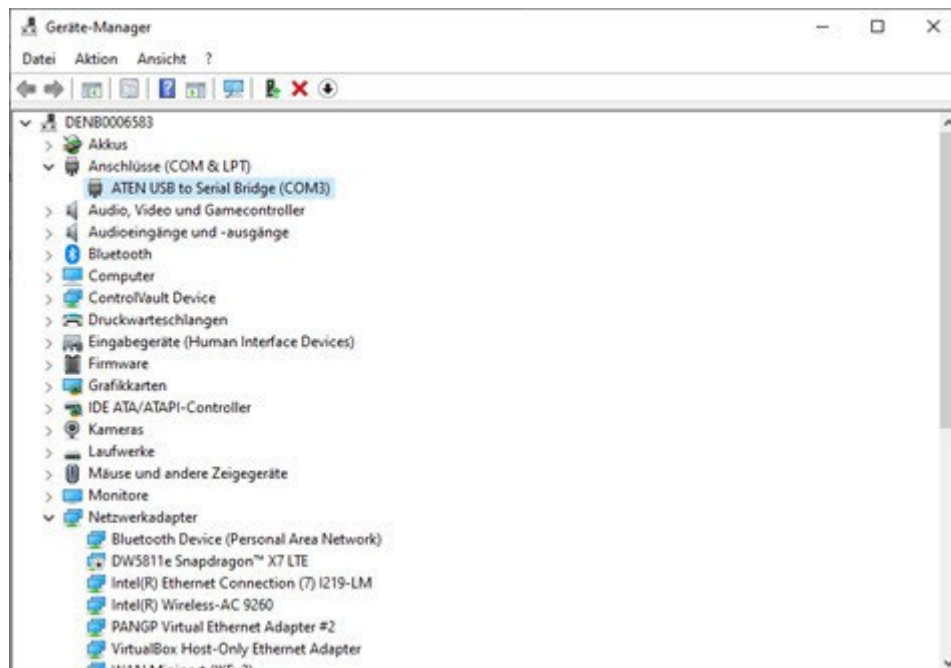 Geräte-Manager
Datei Aktion Ansicht ?
DENB0006583
Akkus
Anschlüsse (COM & LPT)
ATEN USB to Serial Bridge (COM3)
Audio, Video und Gamecontroller
Audioeingänge und -ausgänge
Bluetooth
Computer
ControlVault Device
Druckwarteschlangen
Eingabegeräte (Human Interface Devices)
Firmware
Grafikkarten
IDE ATA/ATAPI-Controller
Kameras
Laufwerke
Mäuse und andere Zeigegeräte
Monitore
Netzwerkadapter
Bluetooth Device (Personal Area Network)
DW5811e Snapdragon™ X7 LTE
Intel(R) Ethernet Connection (7) I219-LM
Intel(R) Wireless-AC 9260
PANGP Virtual Ethernet Adapter #2
VirtualBox Host-Only Ethernet Adapter